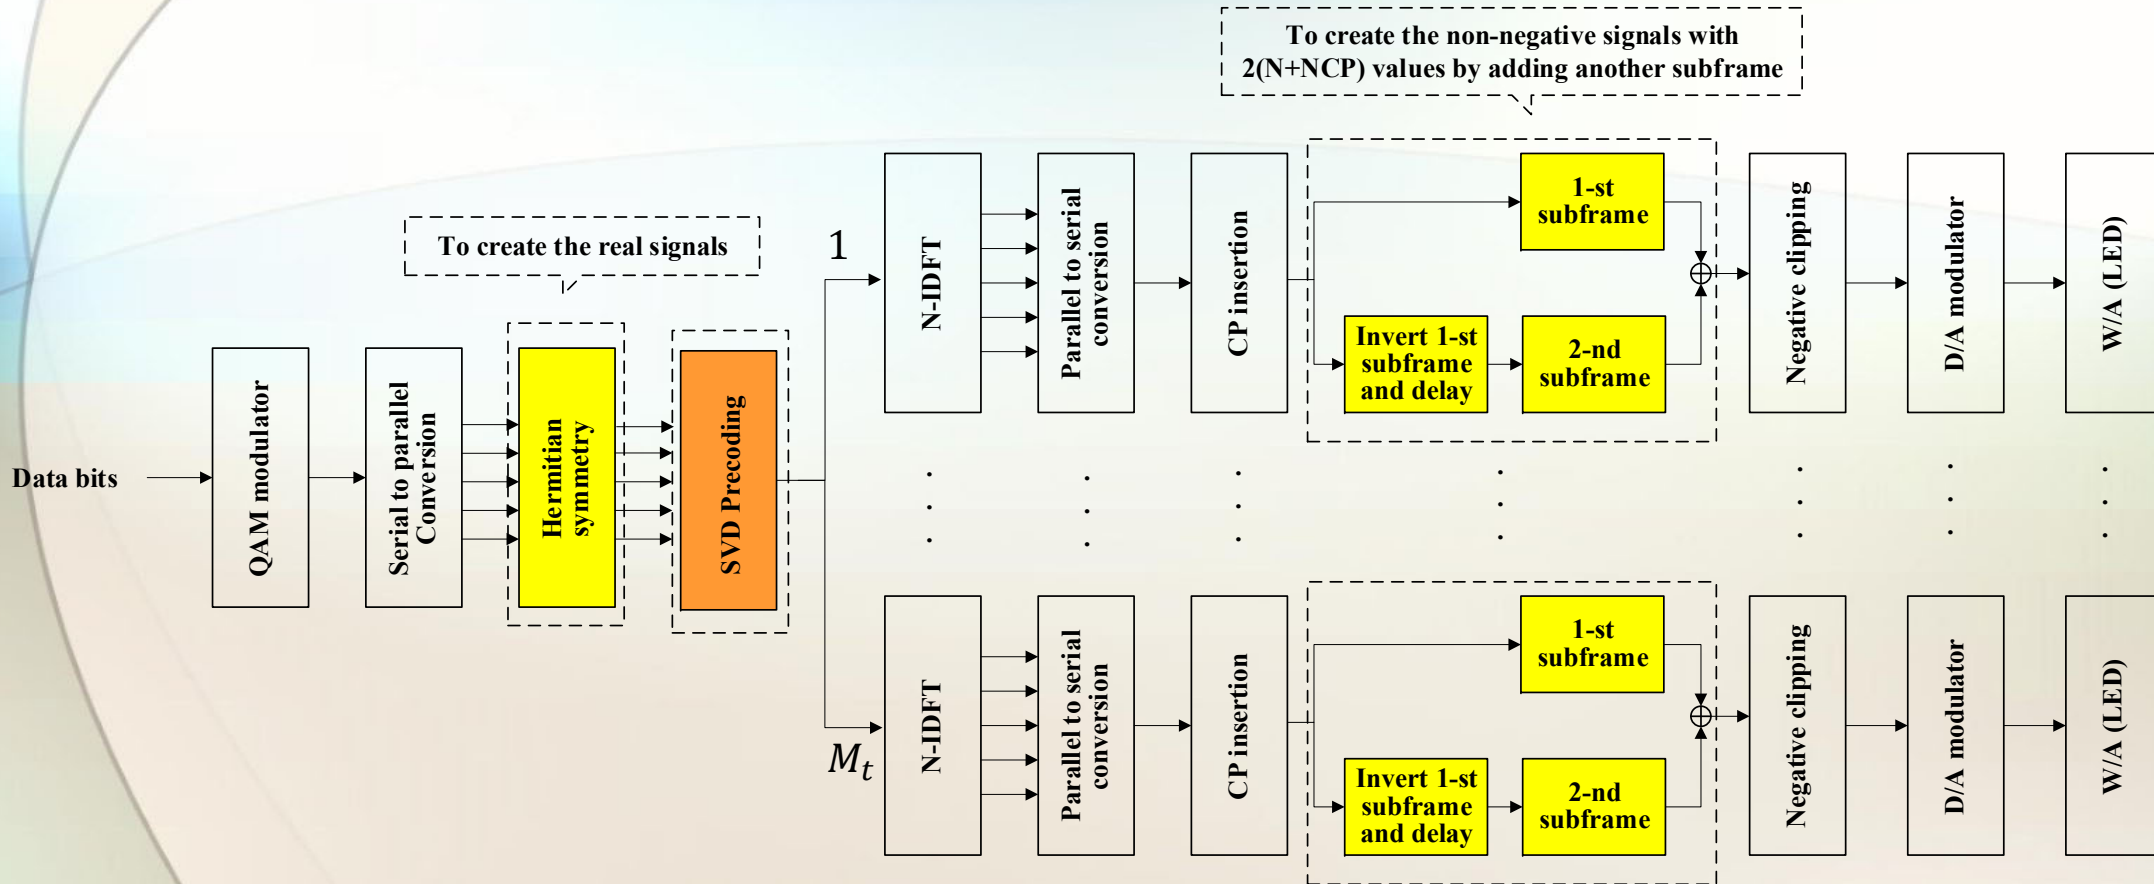 To create the non-negative signals with
2(N+NCP) values by adding another subframe
To create the real signals
Data bits
QAM modulator
Serial to parallel
Conversion
Hermitian
symmetry
SVD Precoding
1
N-IDFT
Parallel to serial
conversion
CP insertion
1-st
subframe
Invert 1-st
subframe
and delay
2-nd
subframe
Negative clipping
D/A modulator
W/A (LED)
M_t
N-IDFT
Parallel to serial
conversion
CP insertion
1-st
subframe
Invert 1-st
subframe
and delay
2-nd
subframe
Negative clipping
D/A modulator
W/A (LED)